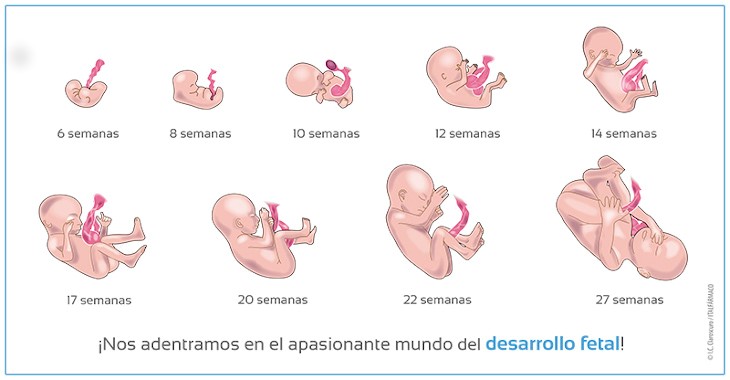 6 semanas
8 semanas
10 semanas
12 semanas
14 semanas
17 semanas
20 semanas
22 semanas
27 semanas
¡Nos adentramos en el apasionante mundo del desarrollo fetal!